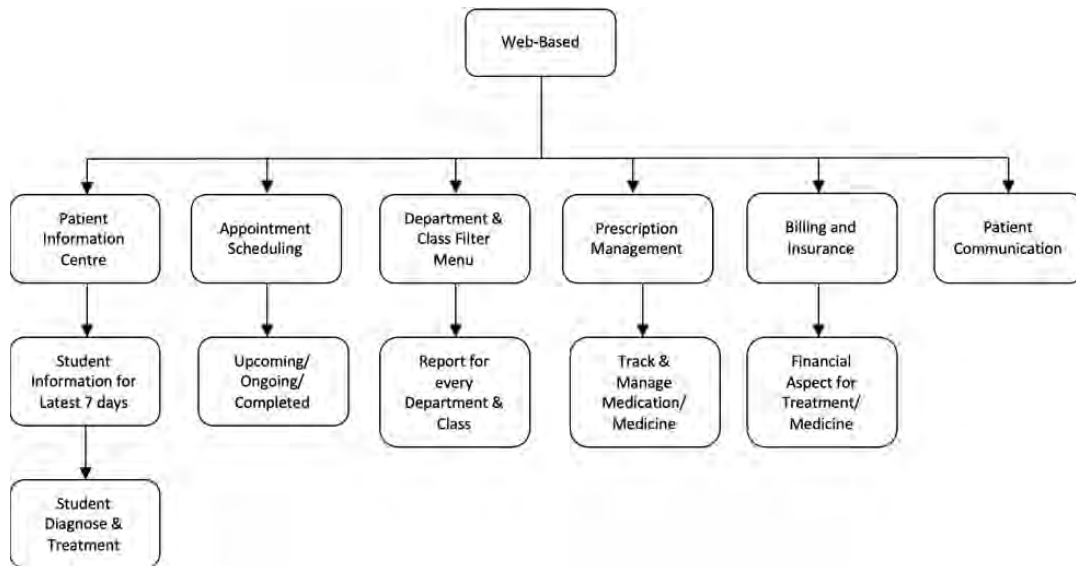 Web-Based
Patient
Information
Centre
Appointment
Scheduling
Department &
Class Filter
Menu
Prescription
Management
Billing and
Insurance
Patient
Communication
Student
Information for
Latest 7 days
Upcoming/
Ongoing/
Completed
Report for
every
Department &
Class
Track &
Manage
Medication/
Medicine
Financial
Aspect for
Treatment/
Medicine
Student
Diagnose &
Treatment